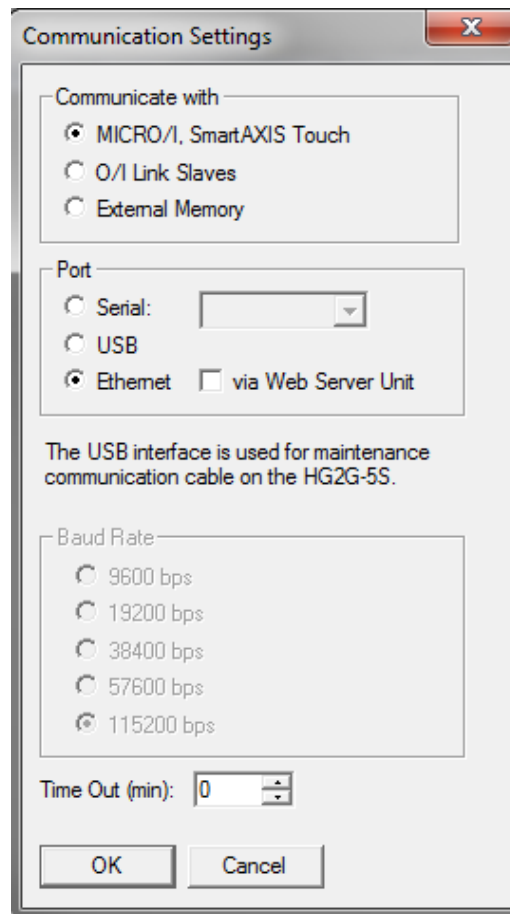 Communication Settings
Communicate with
MICRO/I, SmartAXIS Touch
O/I Link Slaves
External Memory
Port
Serial:
USB
Ethernet via Web Server Unit
The USB interface is used for maintenance
communication cable on the HG2G-5S.
Baud Rate
9600 bps
19200 bps
38400 bps
57600 bps
115200 bps
Time Out (min): 0
OK Cancel